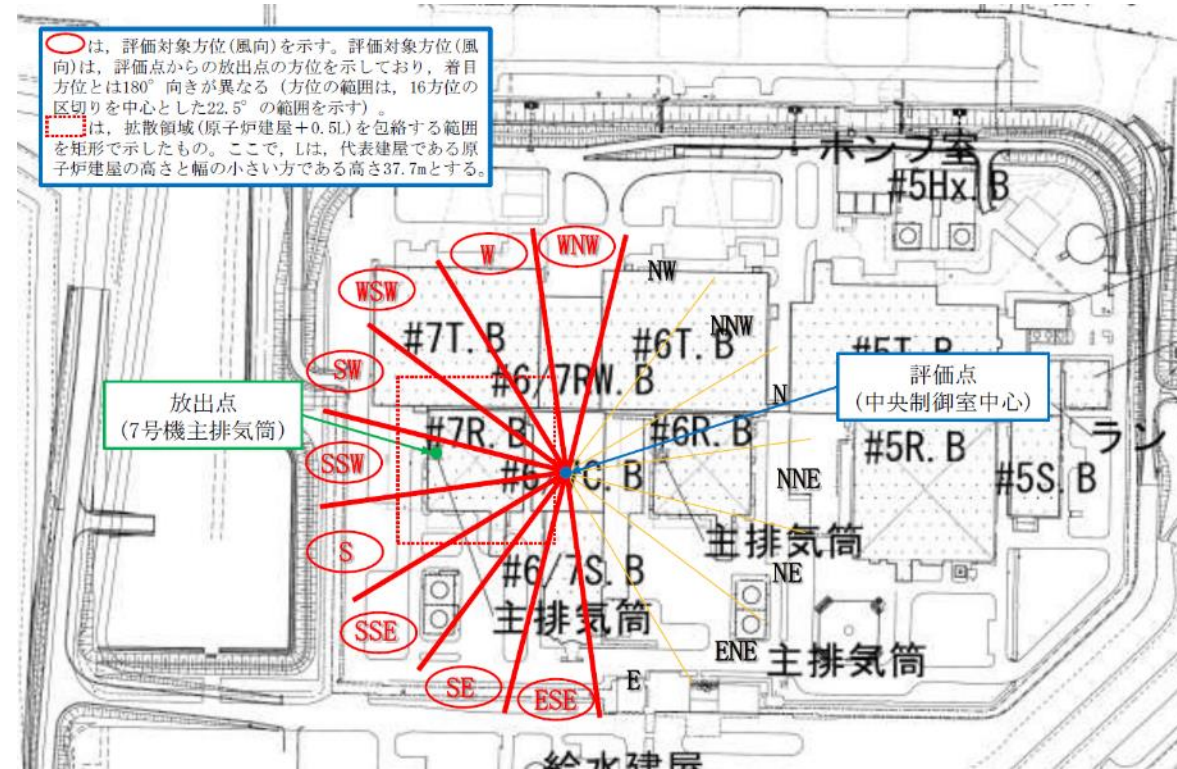 は，評価対象方位(風向)を示す。評価対象方位(風
向)は，評価点からの放出点の方位を示しており，着目
方位とは180°向きが異なる（方位の範囲は，16方位の
区切りを中心とした22.5°の範囲を示す）。
は，拡散領域(原子炉建屋＋0.5L)を包絡する範囲
を矩形で示したもの。ここで，Lは，代表建屋である原
子炉建屋の高さと幅の小さい方である高さ37.7mとする。
ポンプ室
#5Hx.B
W
WNW
NW
WSW
NNW
#7T.B
#6T.B
#5T.B
#6/7RW.B
SW
N
評価点
(中央制御室中心)
放出点
(7号機主排気筒)
#7R.B
#6R.B
#5R.B
ラン
SSW
NNE
#5S.B
主排気筒
S
NE
#6/7S.B
主排気筒
SSE
ENE
主排気筒
SE
ESE
E
給水建屋